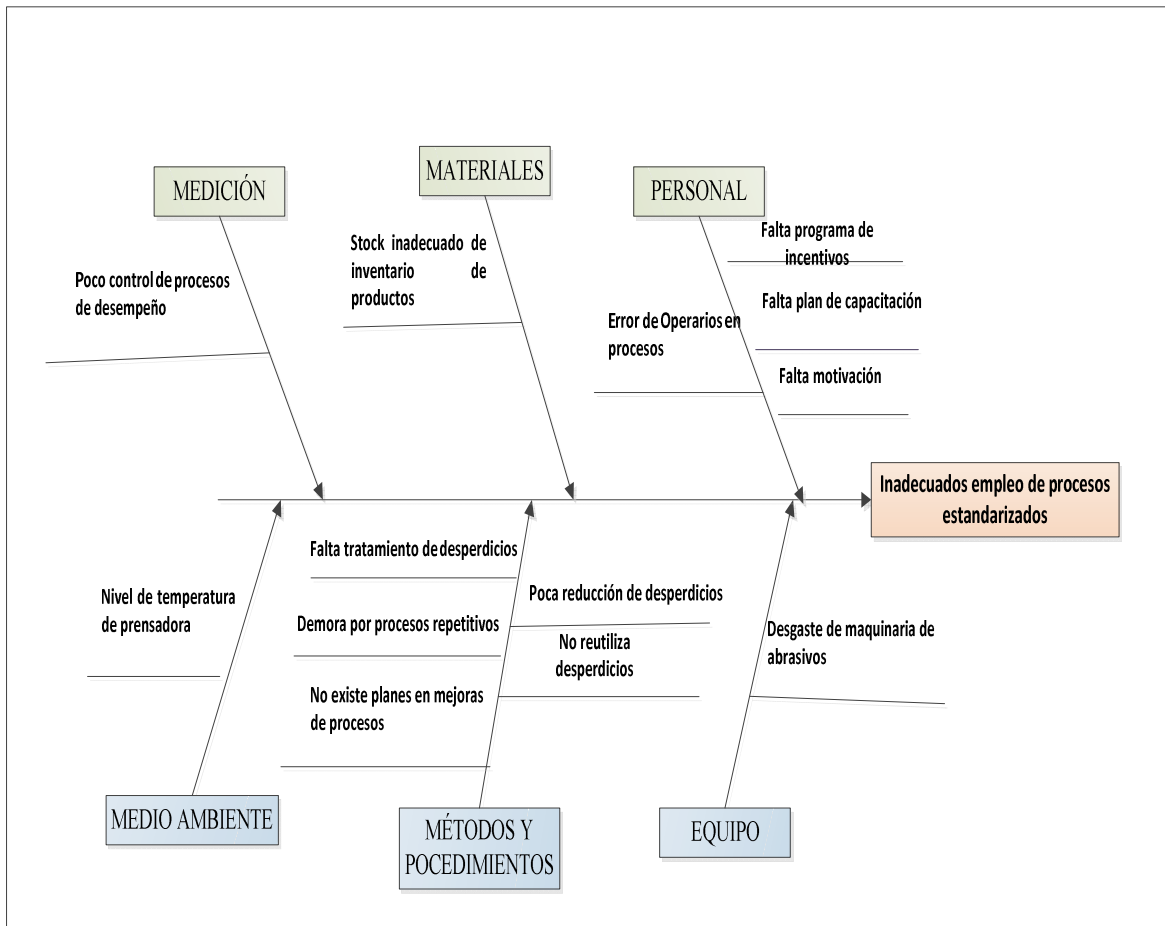 MEDICIÓN
MATERIALES
PERSONAL
Poco control de procesos
de desempeño
Stock inadecuado de
inventario de
productos
Falta programa de
incentivos
Error de Operarios en
procesos
Falta plan de capacitación
Falta motivación
Inadecuados empleo de procesos
estandarizados
Nivel de temperatura
de prensadora
Falta tratamiento de desperdicios
Demora por procesos repetitivos
No existe planes en mejoras
de procesos
Poca reducción de desperdicios
No reutiliza
desperdicios
Desgaste de maquinaria de
abrasivos
MEDIO AMBIENTE
MÉTODOS Y
POCEDIMIENTOS
EQUIPO